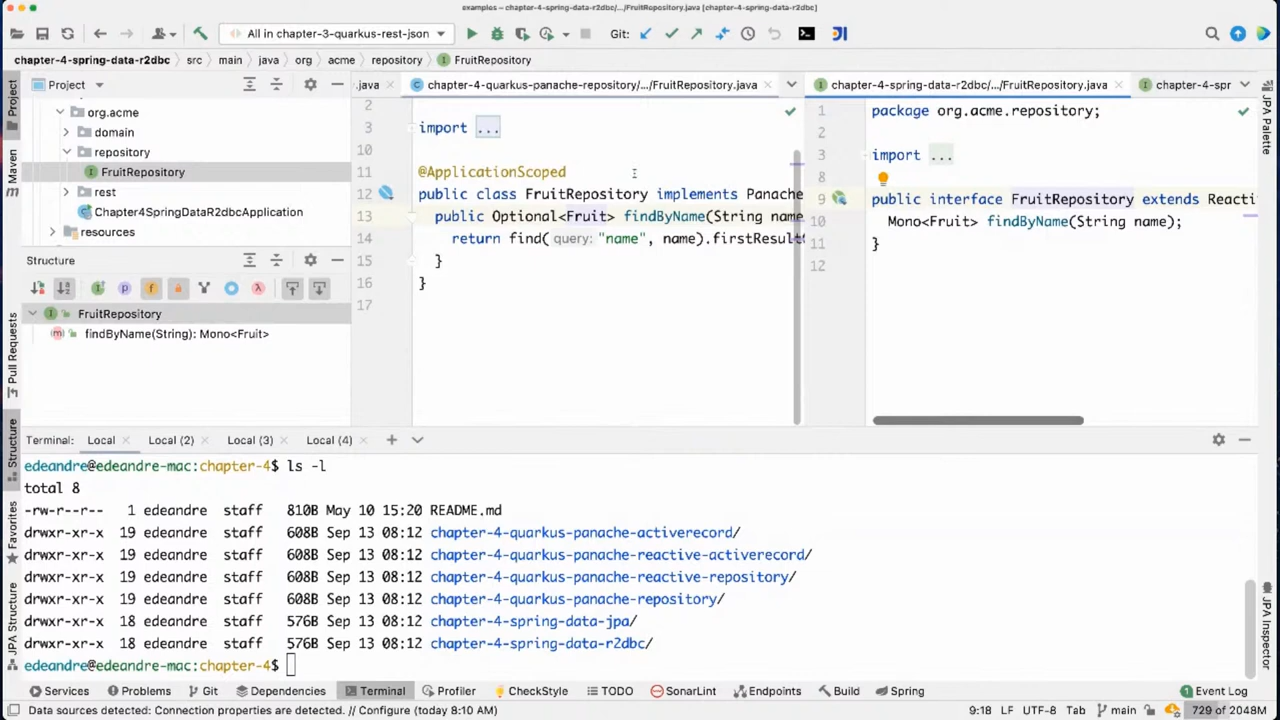 examples – chapter-4-spring-data-r2dbc/.../FruitRepository.java [chapter-4-spring-data-r2dbc]
All in chapter-3-quarkus-rest-json
Git:
chapter-4-spring-data-r2dbc
src
main
java
org
acme
repository
FruitRepository
Project
.java
chapter-4-quarkus-panache-repository/.../FruitRepository.java
chapter-4-spring-data-r2dbc/.../FruitRepository.java
chapter-4-spr
Project
Maven
Pull Requests
Structure
Favorites
JPA Structure
org.acme
domain
repository
FruitRepository
rest
Chapter4SpringDataR2dbcApplication
resources
Structure
FruitRepository
findByName(String): Mono<Fruit>
2
3 import ...
10
11 @ApplicationScoped
12 public class FruitRepository implements Panache
13 public Optional<Fruit> findByName(String name
14 return find( query: "name", name).firstResult
15 }
16 }
17
1 package org.acme.repository;
2
3 import ...
8
9 public interface FruitRepository extends Reacti
10 Mono<Fruit> findByName(String name);
11 }
12
JPA Palette
JPA Inspector
Terminal: Local Local (2) Local (3) Local (4)
edeandre@edeandre-mac:chapter-4$ ls -l
total 8
-rw-r--r-- 1 edeandre staff 810B May 10 15:20 README.md
drwxr-xr-x 19 edeandre staff 608B Sep 13 08:12 chapter-4-quarkus-panache-activerecord/
drwxr-xr-x 19 edeandre staff 608B Sep 13 08:12 chapter-4-quarkus-panache-reactive-activerecord/
drwxr-xr-x 19 edeandre staff 608B Sep 13 08:12 chapter-4-quarkus-panache-reactive-repository/
drwxr-xr-x 19 edeandre staff 608B Sep 13 08:12 chapter-4-quarkus-panache-repository/
drwxr-xr-x 18 edeandre staff 576B Sep 13 08:12 chapter-4-spring-data-jpa/
drwxr-xr-x 18 edeandre staff 576B Sep 13 08:12 chapter-4-spring-data-r2dbc/
edeandre@edeandre-mac:chapter-4$
Services Problems Git Dependencies Terminal Profiler CheckStyle TODO SonarLint Endpoints Build Spring Event Log
Data sources detected: Connection properties are detected. // Configure (today 8:10 AM) 9:18 LF UTF-8 Tab main 729 of 2048M